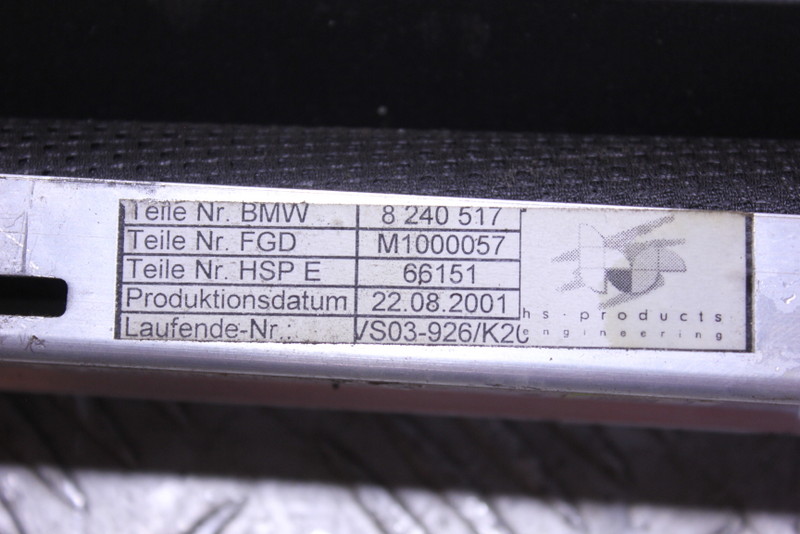 Teile Nr. BMW 8 240 517
Teile Nr. FGD M1000057
Teile Nr. HSP E 66151
Produktionsdatum 22.08.2001
Laufende-Nr.: VS03-926/K20
hs · products
engineering